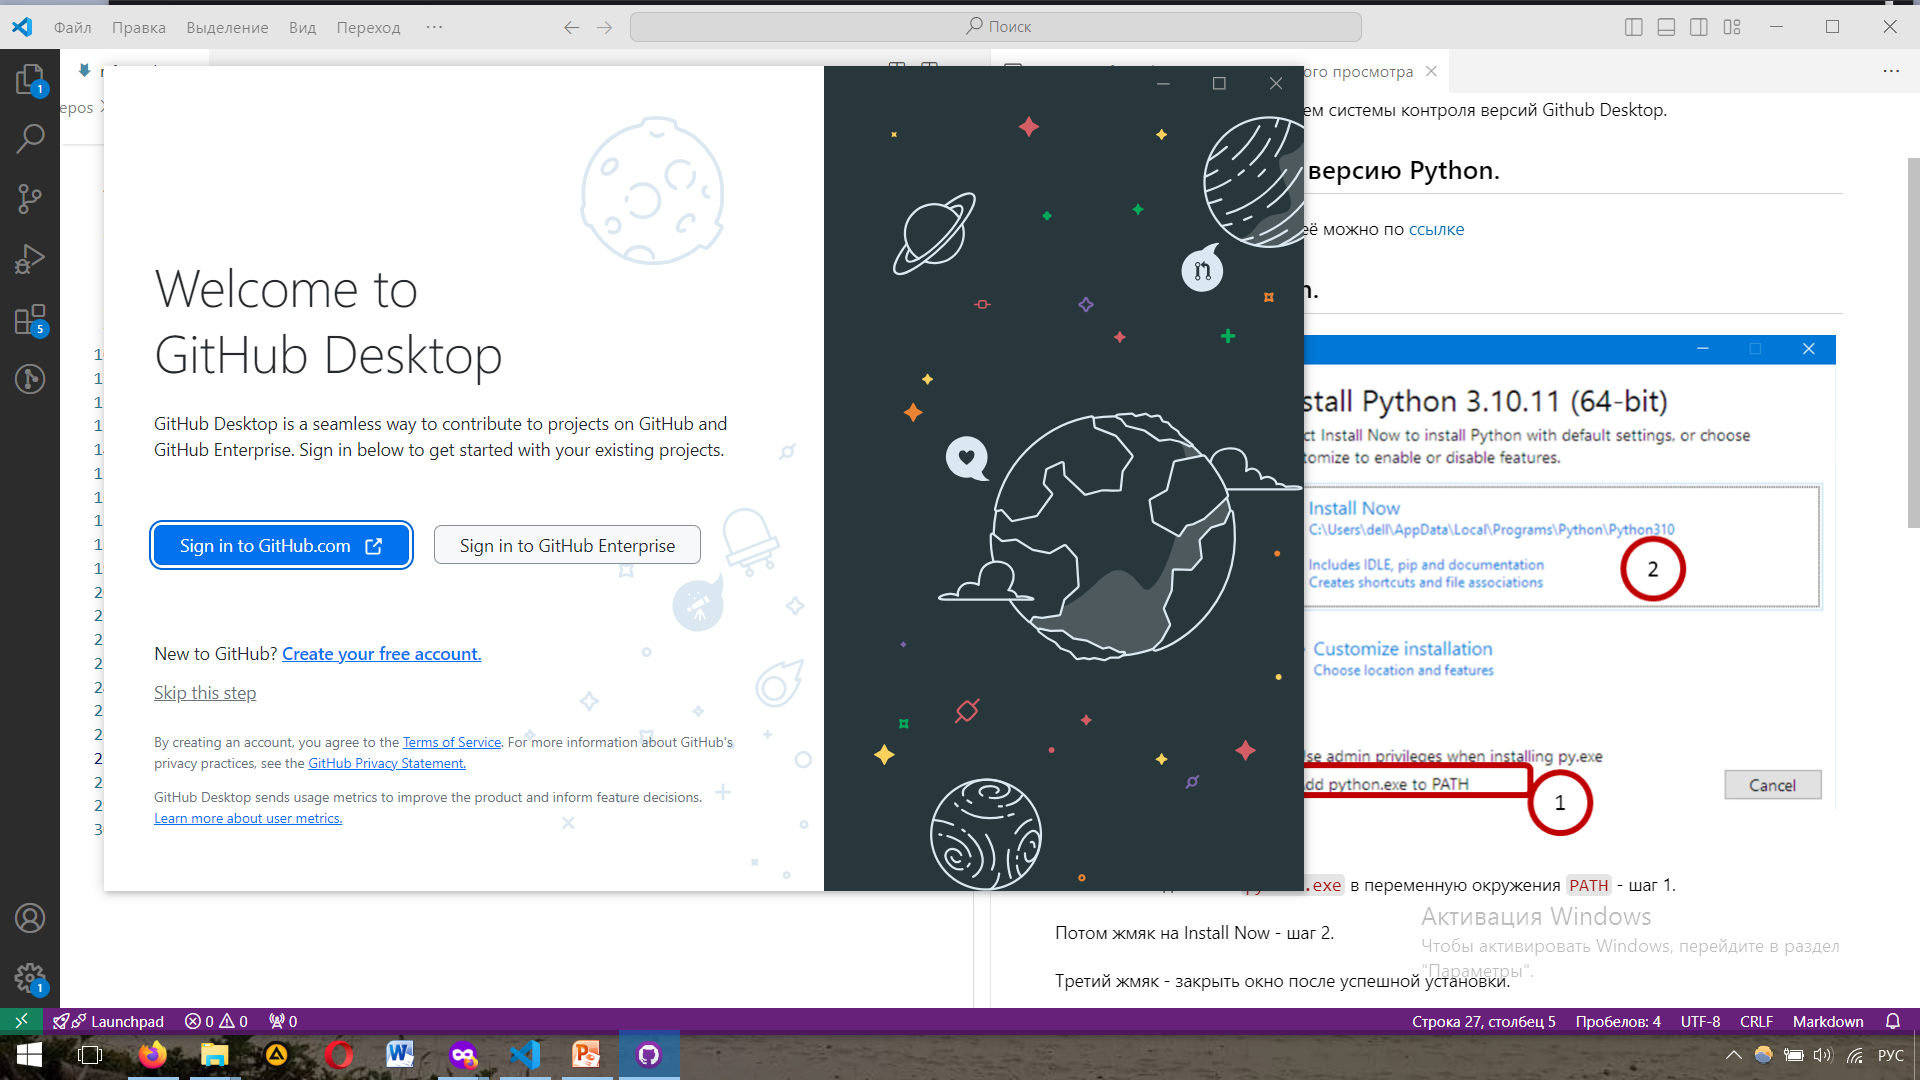 Файл Правка Выделение Вид Переход ···
Поиск
ого просмотра
epos
ем системы контроля версий Github Desktop.
версию Python.
её можно по ссылке
Welcome to
GitHub Desktop
GitHub Desktop is a seamless way to contribute to projects on GitHub and
GitHub Enterprise. Sign in below to get started with your existing projects.
Sign in to GitHub.com
Sign in to GitHub Enterprise
New to GitHub? Create your free account.
Skip this step
By creating an account, you agree to the Terms of Service. For more information about GitHub's
privacy practices, see the GitHub Privacy Statement.
GitHub Desktop sends usage metrics to improve the product and inform feature decisions.
Learn more about user metrics.
stall Python 3.10.11 (64-bit)
ct Install Now to install Python with default settings, or choose
tomize to enable or disable features.
Install Now
C:\Users\dell\AppData\Local\Programs\Python\Python310
Includes IDLE, pip and documentation
Creates shortcuts and file associations
2
Customize installation
Choose location and features
se admin privileges when installing py.exe
dd python.exe to PATH
1
Cancel
.exe в переменную окружения PATH - шаг 1.
Потом жмяк на Install Now - шаг 2.
Третий жмяк - закрыть окно после успешной установки.
Активация Windows
Чтобы активировать Windows, перейдите в раздел
"Параметры".
1
5
1
Launchpad 0 0 0
Строка 27, столбец 5 Пробелов: 4 UTF-8 CRLF Markdown
РУС